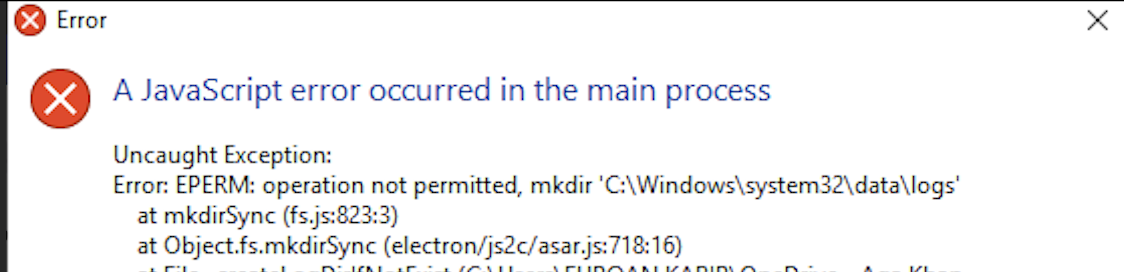 Error
A JavaScript error occurred in the main process
Uncaught Exception:
Error: EPERM: operation not permitted, mkdir 'C:\Windows\system32\data\logs'
at mkdirSync (fs.js:823:3)
at Object.fs.mkdirSync (electron/js2c/asar.js:718:16)